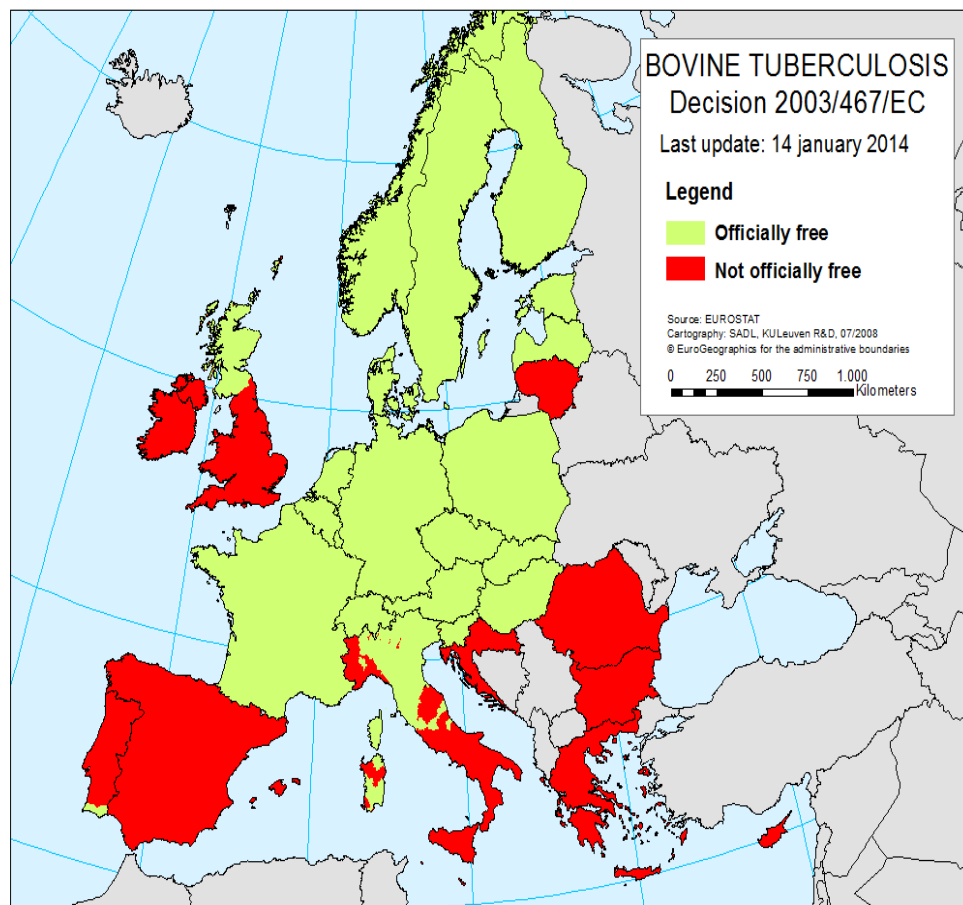 BOVINE TUBERCULOSIS
Decision 2003/467/EC
Last update: 14 january 2014
Legend
Officially free
Not officially free
Source: EUROSTAT
Cartography: SADL, KULeuven R&D, 07/2008
© EuroGeographics for the administrative boundaries
0 250 500 750 1.000
Kilometers